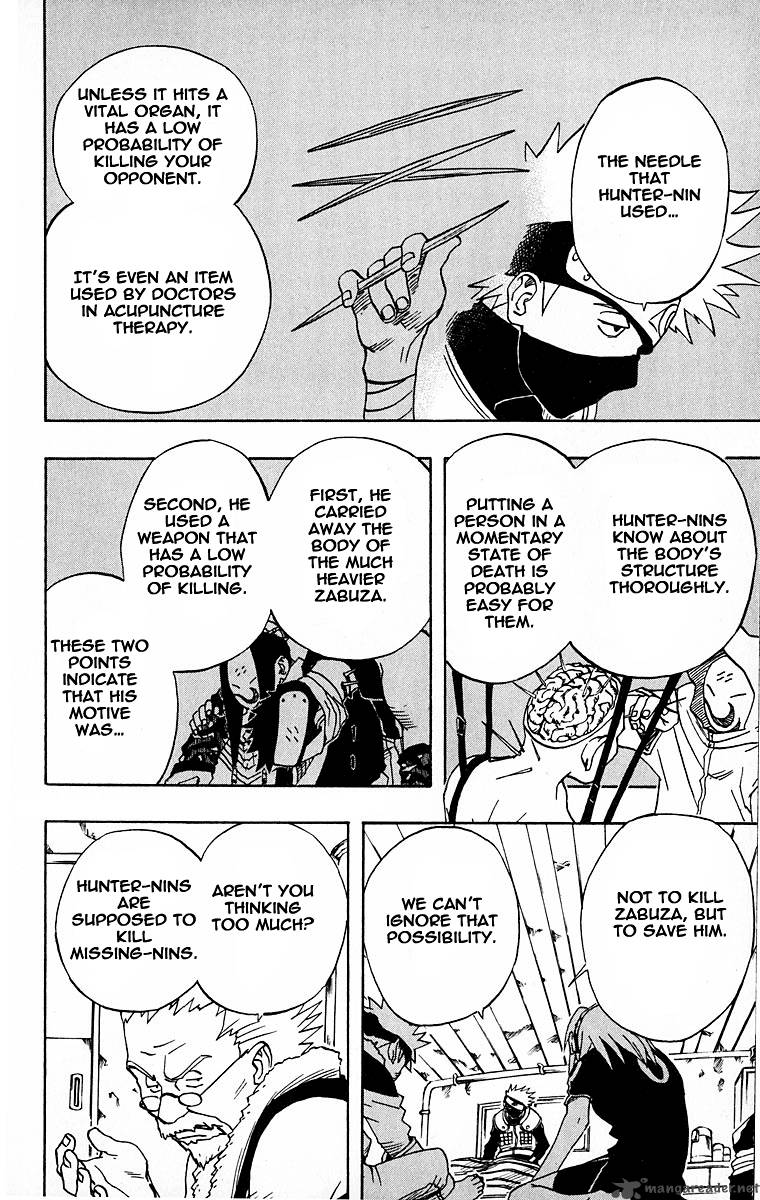 THE NEEDLE
THAT
HUNTER-NIN
USED...
UNLESS IT HITS A
VITAL ORGAN, IT
HAS A LOW
PROBABILITY
OF KILLING YOUR
OPPONENT.
IT'S EVEN AN ITEM
USED BY DOCTORS
IN ACUPUNCTURE
THERAPY.
HUNTER-NINS
KNOW ABOUT
THE BODY'S
STRUCTURE
THOROUGHLY.
PUTTING
A PERSON IN A
MOMENTARY
STATE OF
DEATH IS
PROBABLY
EASY FOR
THEM.
FIRST, HE
CARRIED
AWAY THE
BODY OF
THE MUCH
HEAVIER
ZABUZA.
SECOND, HE
USED A
WEAPON THAT
HAS A LOW
PROBABILITY
OF KILLING.
THESE TWO
POINTS
INDICATE
THAT HIS
MOTIVE
WAS...
NOT TO KILL
ZABUZA, BUT
TO SAVE HIM.
WE CAN'T
IGNORE THAT
POSSIBILITY.
AREN'T YOU
THINKING
TOO MUCH?
HUNTER-NINS
ARE
SUPPOSED TO
KILL
MISSING-NINS.
mangareader.net